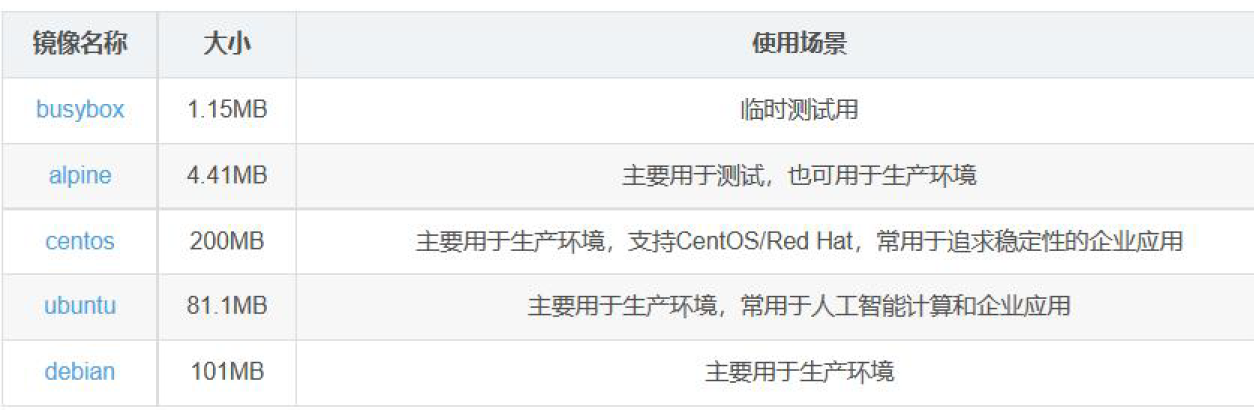 镜像名称 大小 使用场景
busybox 1.15MB 临时测试用
alpine 4.41MB 主要用于测试，也可用于生产环境
centos 200MB 主要用于生产环境，支持CentOS/Red Hat，常用于追求稳定性的企业应用
ubuntu 81.1MB 主要用于生产环境，常用于人工智能计算和企业应用
debian 101MB 主要用于生产环境